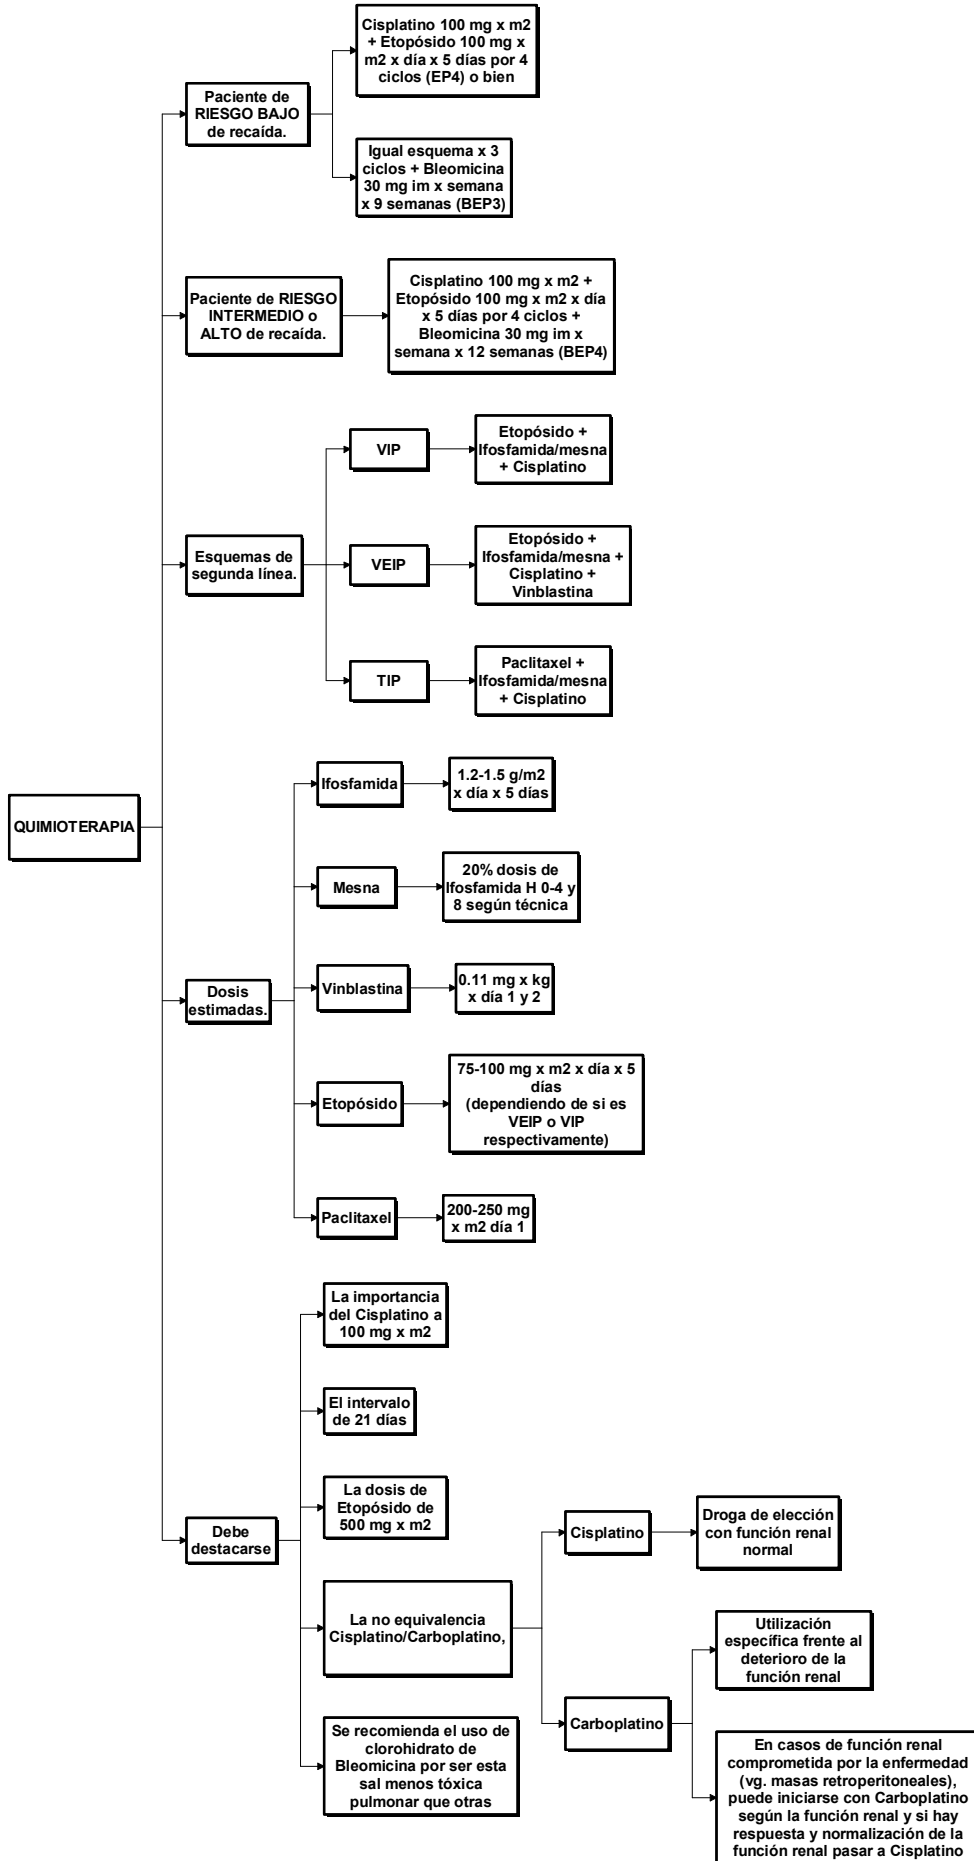 Cisplatino 100 mg x m2
+ Etopósido 100 mg x
m2 x día x 5 días por 4
ciclos (EP4) o bien
Paciente de
RIESGO BAJO
de recaída.
Igual esquema x 3
ciclos + Bleomicina
30 mg im x semana
x 9 semanas (BEP3)
Paciente de RIESGO
INTERMEDIO o
ALTO de recaída.
Cisplatino 100 mg x m2 +
Etopósido 100 mg x m2 x día
x 5 días por 4 ciclos +
Bleomicina 30 mg im x
semana x 12 semanas (BEP4)
VIP
Etopósido +
Ifosfamida/mesna
+ Cisplatino
Esquemas de
segunda línea.
VEIP
Etopósido +
Ifosfamida/mesna +
Cisplatino +
Vinblastina
TIP
Paclitaxel +
Ifosfamida/mesna
+ Cisplatino
QUIMIOTERAPIA
Ifosfamida
1.2-1.5 g/m2
x día x 5 días
Mesna
20% dosis de
Ifosfamida H 0-4 y
8 según técnica
Dosis
estimadas.
Vinblastina
0.11 mg x kg
x día 1 y 2
Etopósido
75-100 mg x m2 x día x 5
días
(dependiendo de si es
VEIP o VIP
respectivamente)
Paclitaxel
200-250 mg
x m2 día 1
Debe
destacarse
La importancia
del Cisplatino a
100 mg x m2
El intervalo
de 21 días
La dosis de
Etopósido de
500 mg x m2
La no equivalencia
Cisplatino/Carboplatino,
Cisplatino
Droga de elección
con función renal
normal
Carboplatino
Utilización
específica frente al
deterioro de la
función renal
En casos de función renal
comprometida por la enfermedad
(vg. masas retroperitoneales),
puede iniciarse con Carboplatino
según la función renal y si hay
respuesta y normalización de la
función renal pasar a Cisplatino
Se recomienda el uso de
clorohidrato de
Bleomicina por ser esta
sal menos tóxica
pulmonar que otras